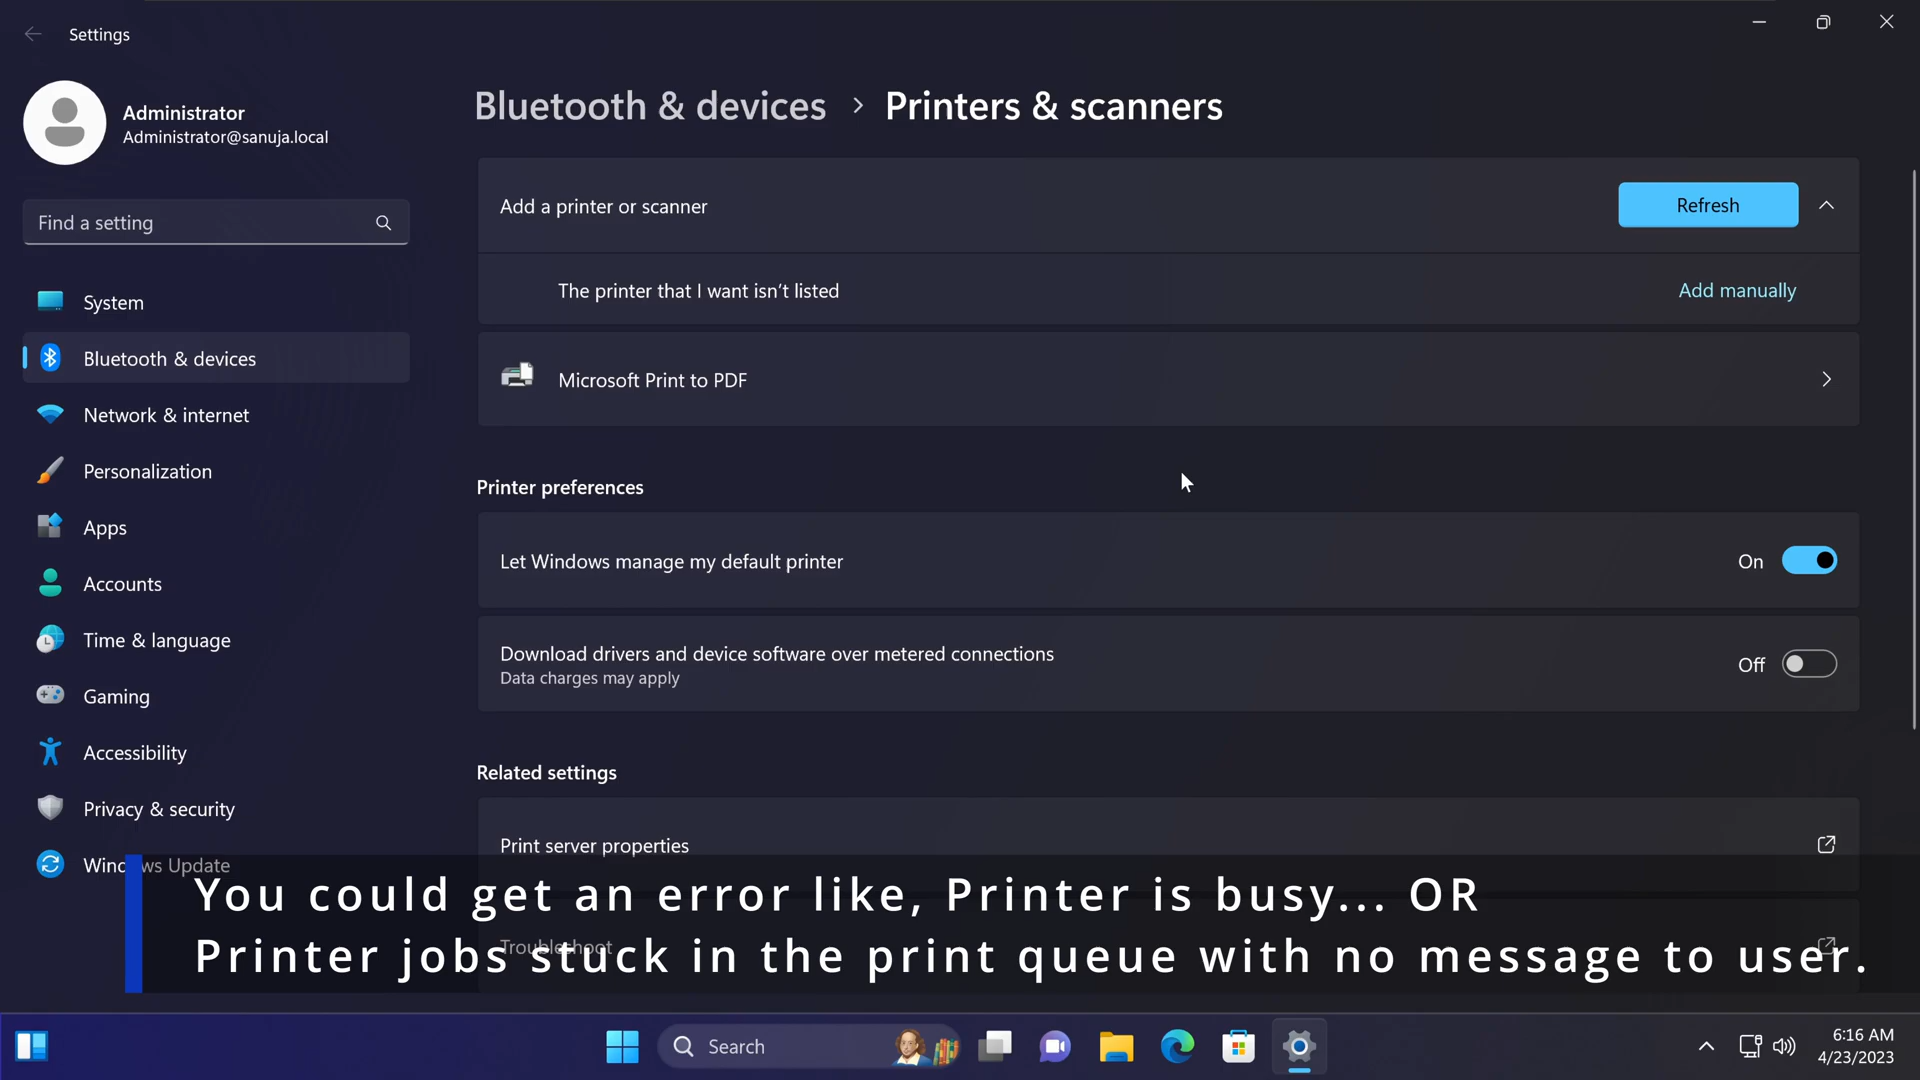 Settings
Administrator
Administrator@sanuja.local
Find a setting
System
Bluetooth & devices
Network & internet
Personalization
Apps
Accounts
Time & language
Gaming
Accessibility
Privacy & security
Windows Update
Bluetooth & devices > Printers & scanners
Add a printer or scanner
Refresh
The printer that I want isn't listed
Add manually
Microsoft Print to PDF
Printer preferences
Let Windows manage my default printer
On
Download drivers and device software over metered connections
Off
Data charges may apply
Related settings
Print server properties
Troubleshoot
You could get an error like, Printer is busy... OR
Printer jobs stuck in the print queue with no message to user.
Search
6:16 AM
4/23/2023